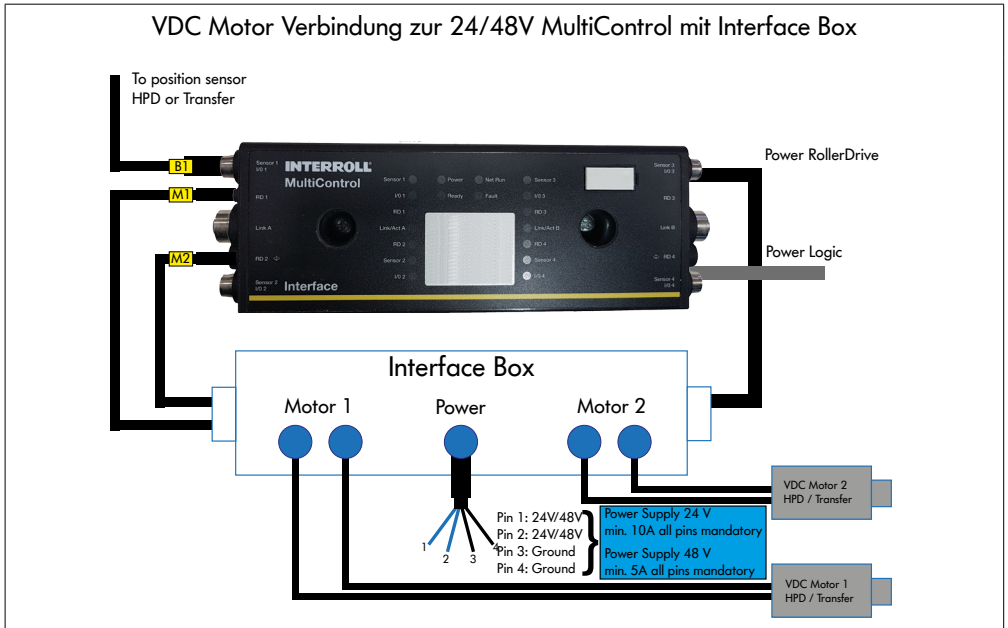 VDC Motor Verbindung zur 24/48V MultiControl mit Interface Box
To position sensor
HPD or Transfer
B1
M1
M2
Sensor 1
I/O 1
RD 1
Link A
RD 2
Sensor 2
I/O 2
INTERROLL
MultiControl
Interface
Sensor 1
I/O 1
RD 1
Link/Act A
RD 2
Sensor 2
I/O 2
Power
Net Run
Ready
Fault
Sensor 3
I/O 3
RD 3
Link/Act B
RD 4
Sensor 4
I/O 4
Sensor 3
I/O 3
RD 3
Link B
RD 4
Sensor 4
I/O 4
Power RollerDrive
Power Logic
Interface Box
Motor 1
Power
Motor 2
1
2
3
4
Pin 1: 24V/48V
Pin 2: 24V/48V
Pin 3: Ground
Pin 4: Ground
Power Supply 24 V
min. 10A all pins mandatory
Power Supply 48 V
min. 5A all pins mandatory
VDC Motor 2
HPD / Transfer
VDC Motor 1
HPD / Transfer